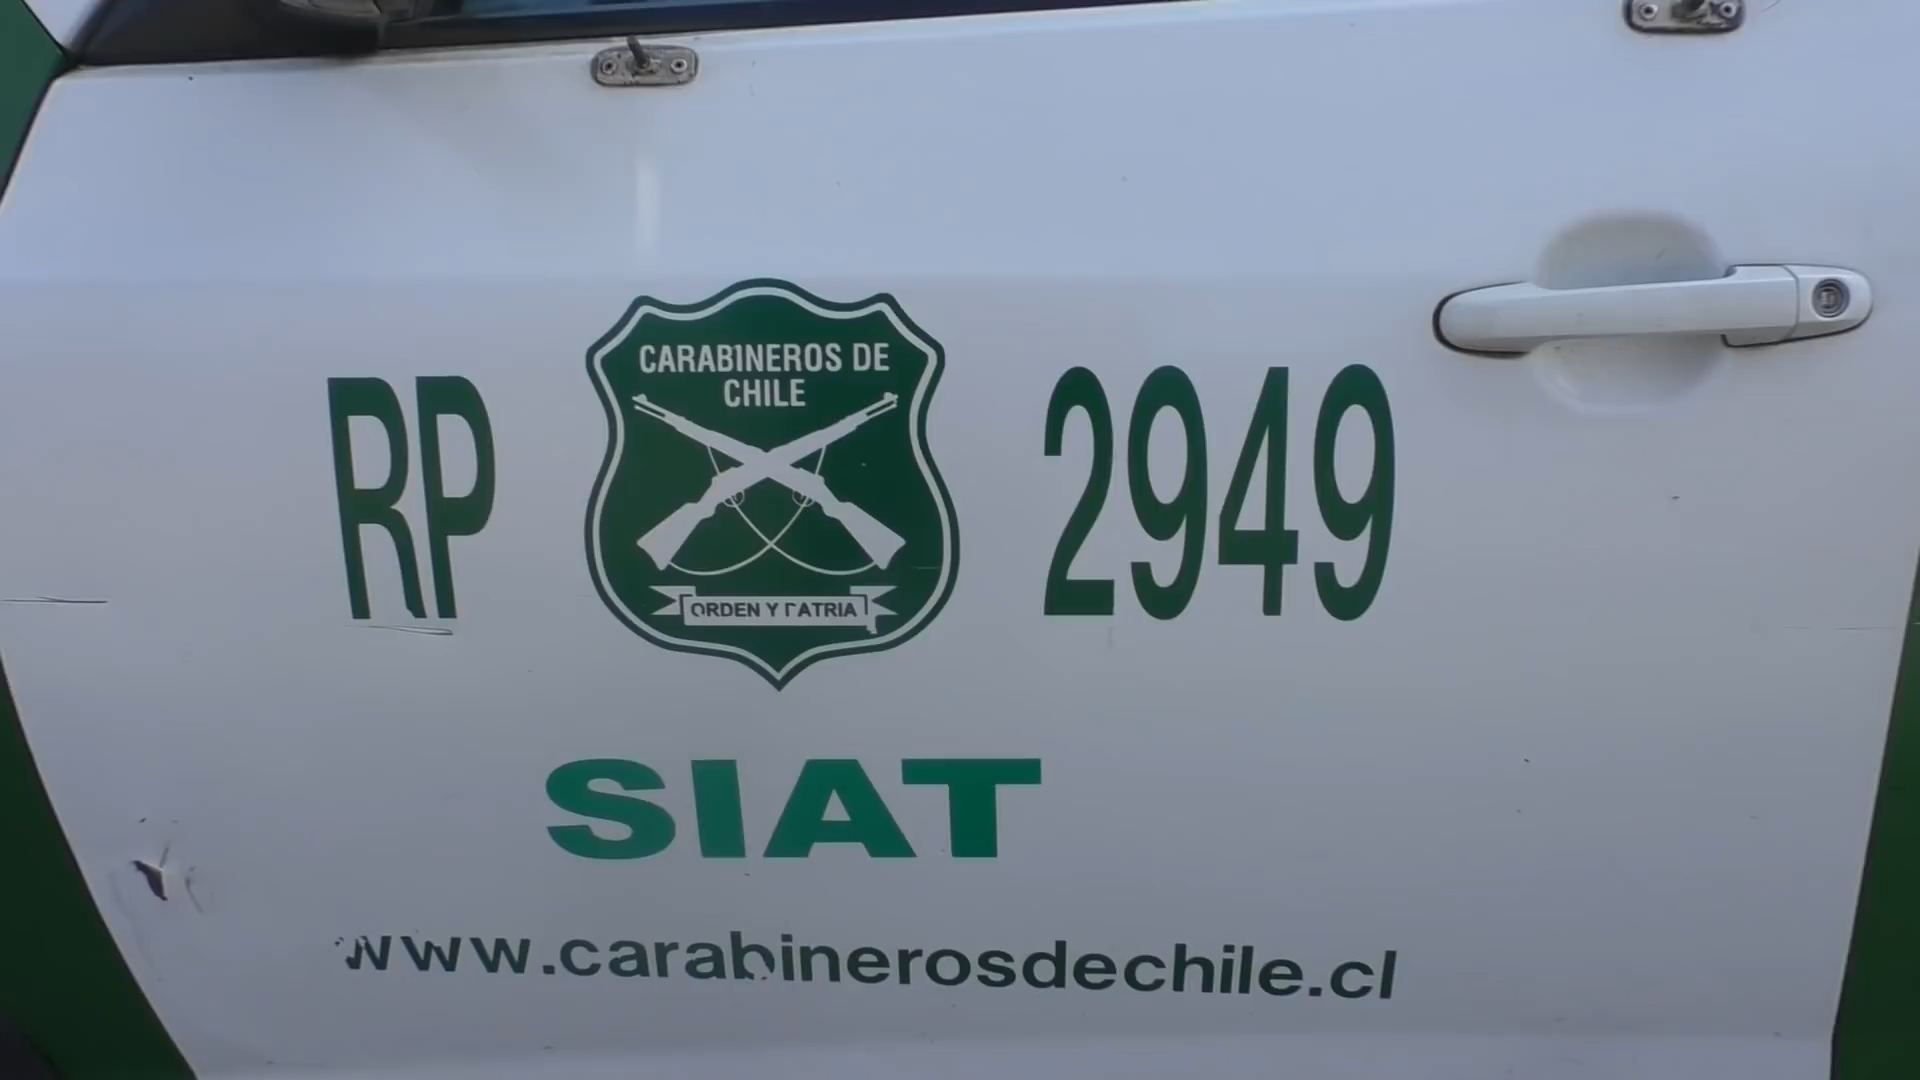 CARABINEROS DE
CHILE
RP 2949
ORDEN Y PATRIA
SIAT
www.carabinerosdechile.cl